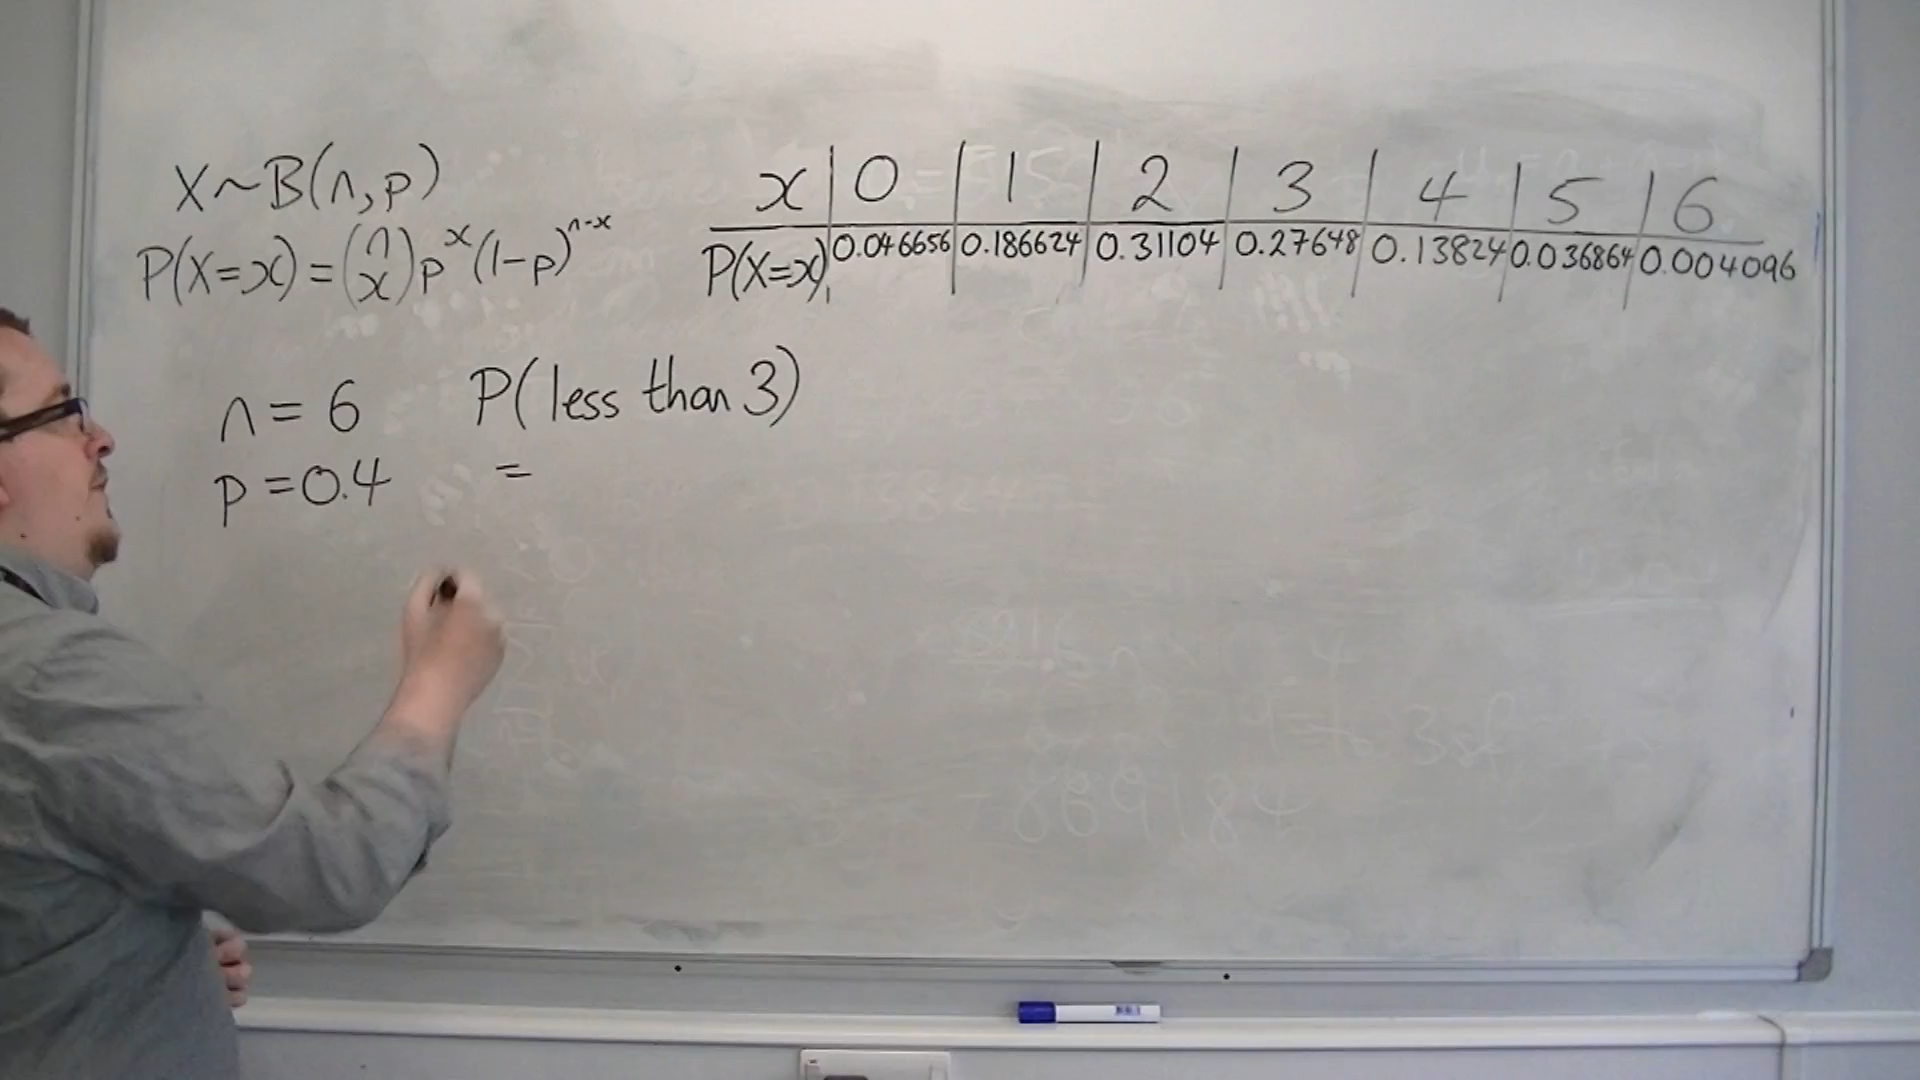 X~B(n,p)
P(X=x)=(n x)p^x(1-p)^n-x
x | 0 | 1 | 2 | 3 | 4 | 5 | 6
P(X=x) | 0.046656 | 0.186624 | 0.31104 | 0.27648 | 0.13824 | 0.036864 | 0.004096
n=6
p=0.4
P(less than 3)
=